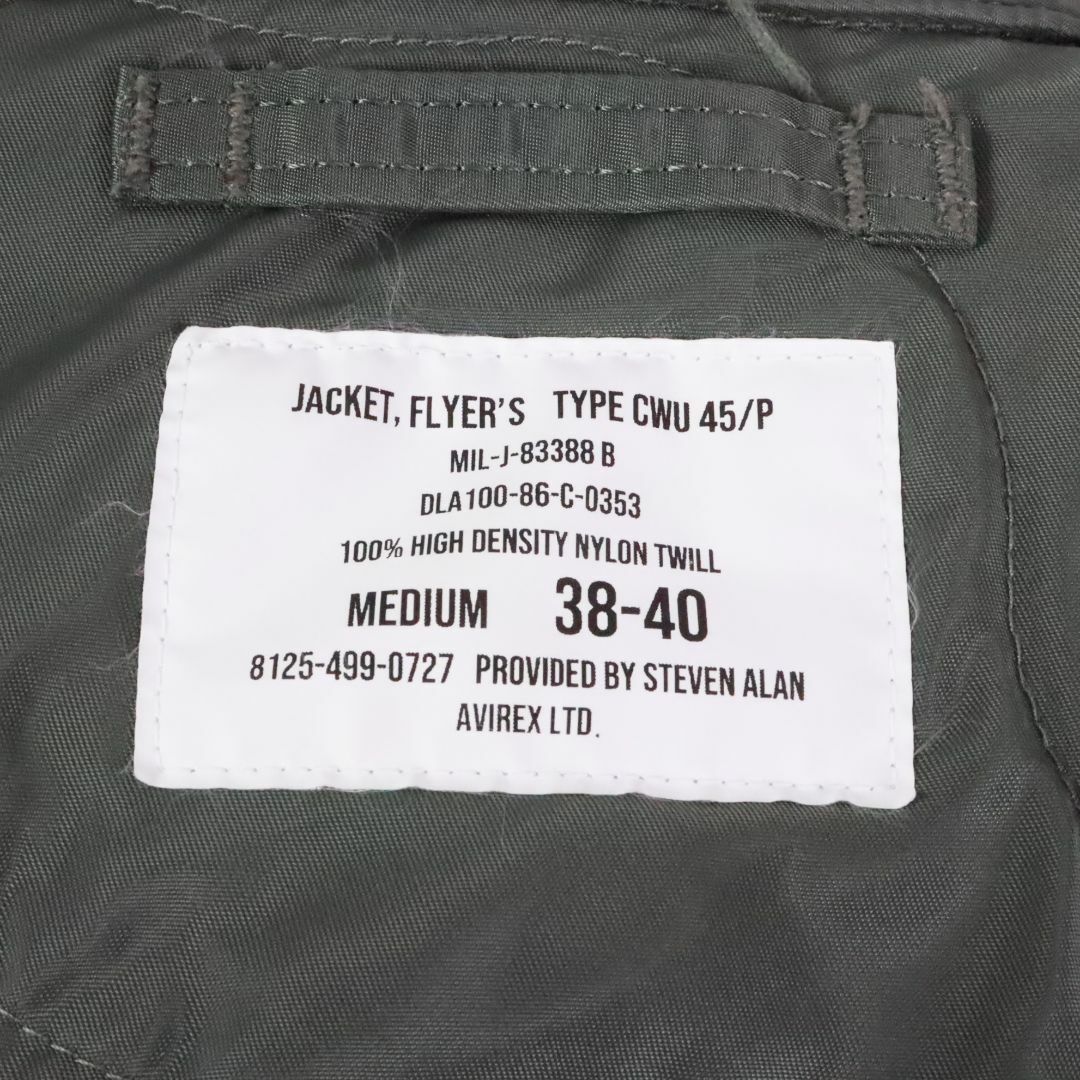 JACKET, FLYER'S TYPE CWU 45/P
MIL-J-83388 B
DLA100-86-C-0353
100% HIGH DENSITY NYLON TWILL
MEDIUM 38-40
8125-499-0727 PROVIDED BY STEVEN ALAN
AVIREX LTD.